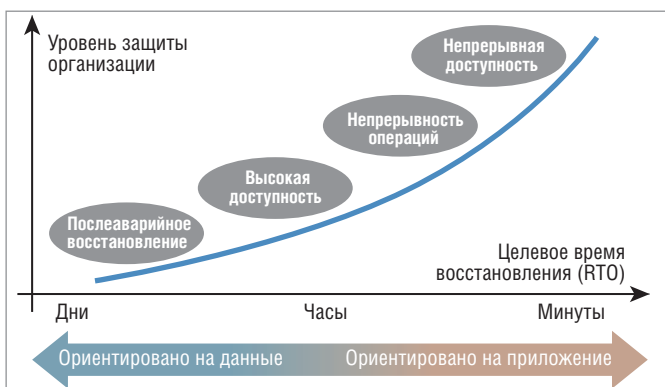 Уровень защиты
организации
Непрерывная
доступность
Непрерывность
операций
Высокая
доступность
Послеаварийное
восстановление
Целевое время
восстановления (RTO)
Дни
Часы
Минуты
Ориентировано на данные
Ориентировано на приложение